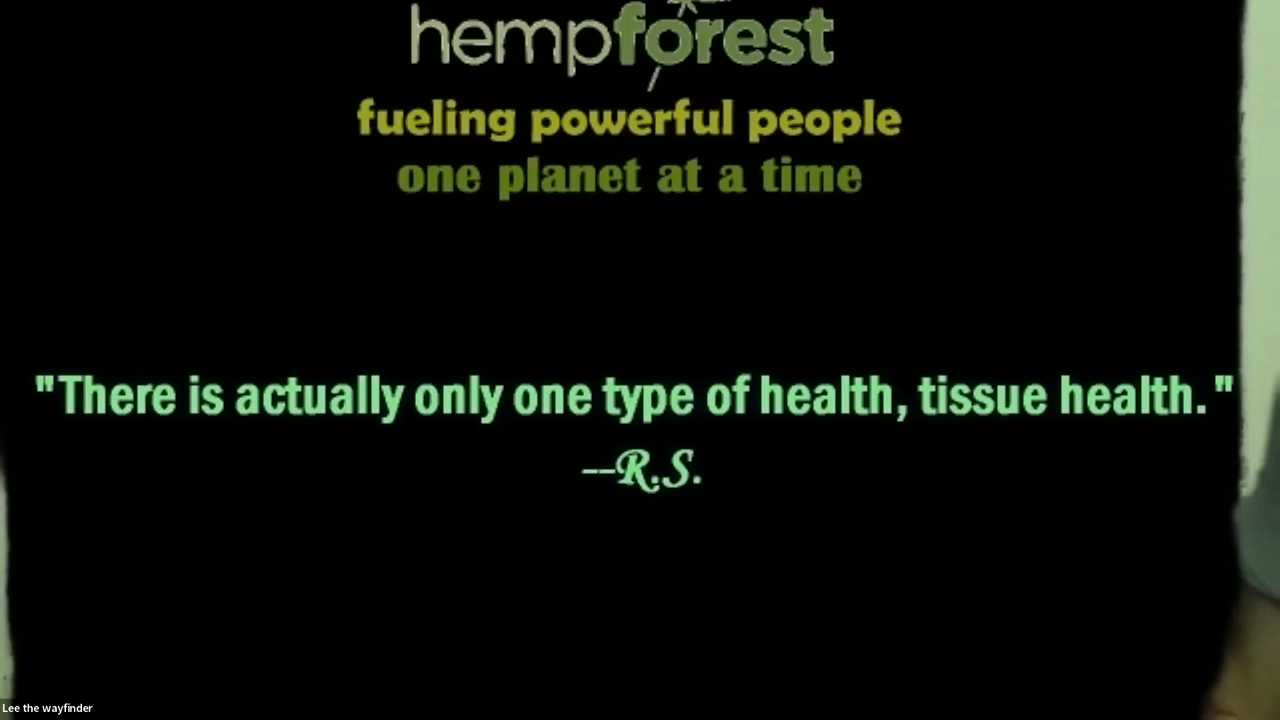 hempforest
fueling powerful people
one planet at a time
"There is actually only one type of health, tissue health."
--R.S.
Lee the wayfinder